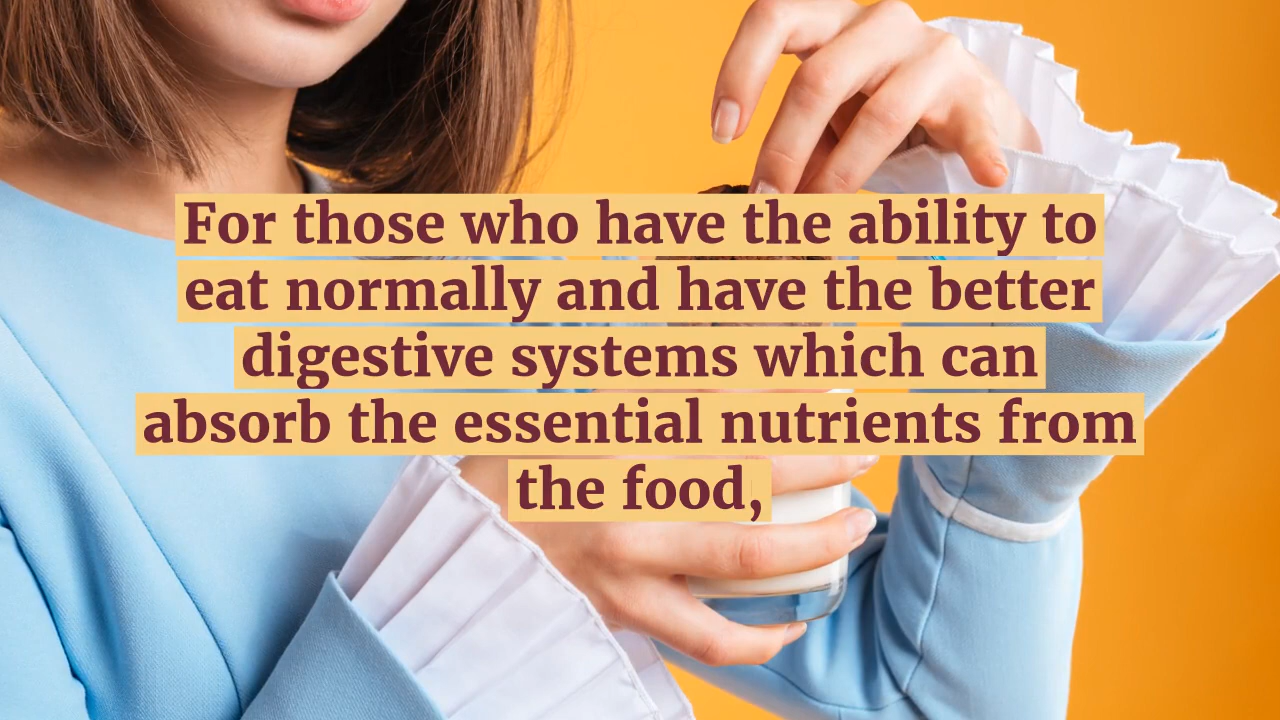 For those who have the ability to
eat normally and have the better
digestive systems which can
absorb the essential nutrients from
the food,